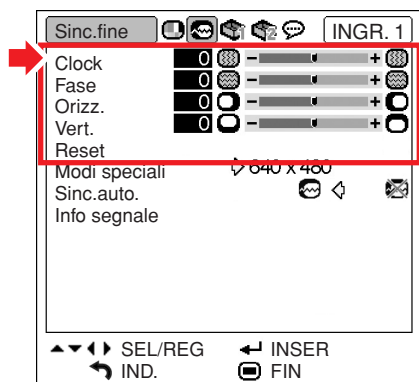 Sinc.fine INGR. 1
Clock 0 - +
Fase 0 - +
Orizz. 0 - +
Vert. 0 - +
Reset
Modi speciali 640 x 480
Sinc.auto.
Info segnale
SEL/REG INSER
IND. FIN